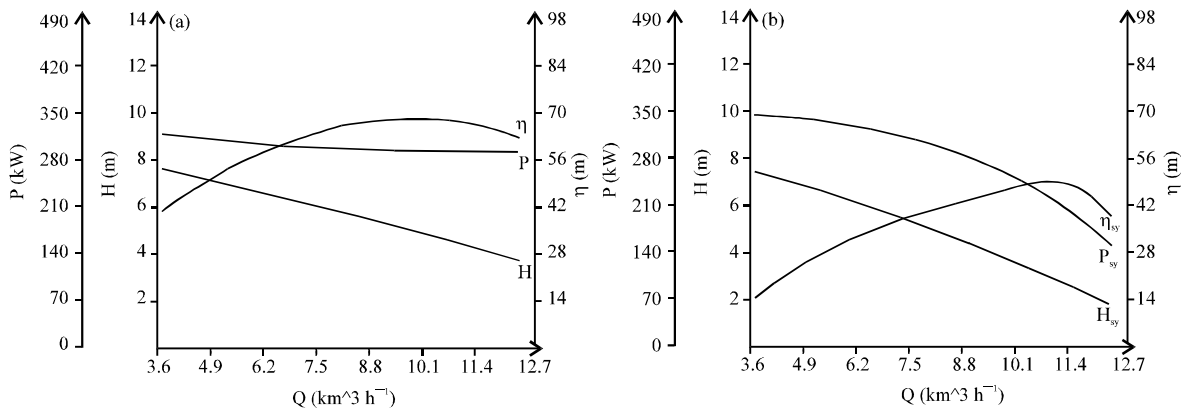 (a)
P (kW)
490
420
350
280
210
140
70
0
H (m)
14
12
10
8
6
4
2
η (m)
98
84
70
56
42
28
14
η
P
H
3.6 4.9 6.2 7.5 8.8 10.1 11.4 12.7
Q (km^3 h⁻¹)
(b)
P (kW)
490
420
350
280
210
140
70
0
H (m)
14
12
10
8
6
4
2
η (m)
98
84
70
56
42
28
14
ηsy
Psy
Hsy
3.6 4.9 6.2 7.5 8.8 10.1 11.4 12.7
Q (km^3 h⁻¹)